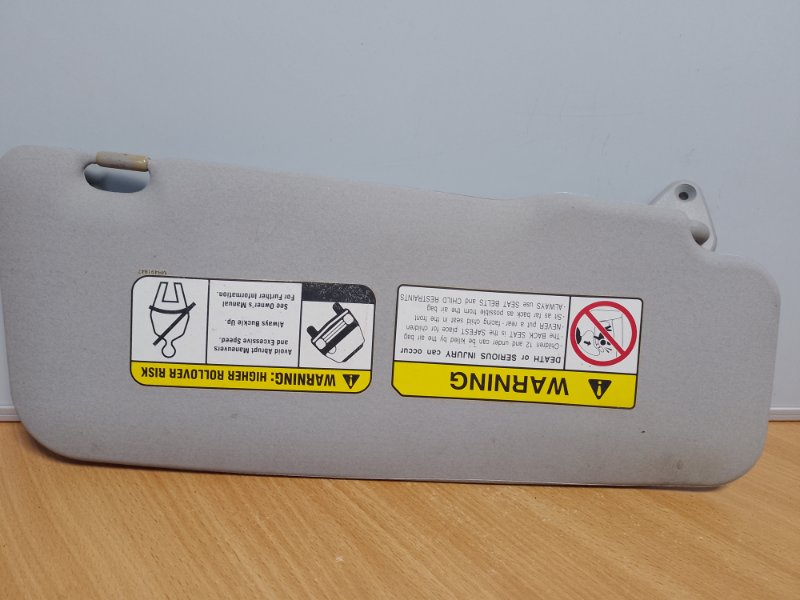 WARNING
DEATH or SERIOUS INJURY can occur
·Children 12 and under can be killed by the air bag
·The BACK SEAT is the SAFEST place for children
·NEVER put a rear-facing child seat in the front
·Sit as far back as possible from the air bag
·ALWAYS use SEAT BELTS and CHILD RESTRAINTS
WARNING: HIGHER ROLLOVER RISK
Avoid Abrupt Maneuvers
and Excessive Speed.
Always Buckle Up.
See Owner's Manual
For Further Information.